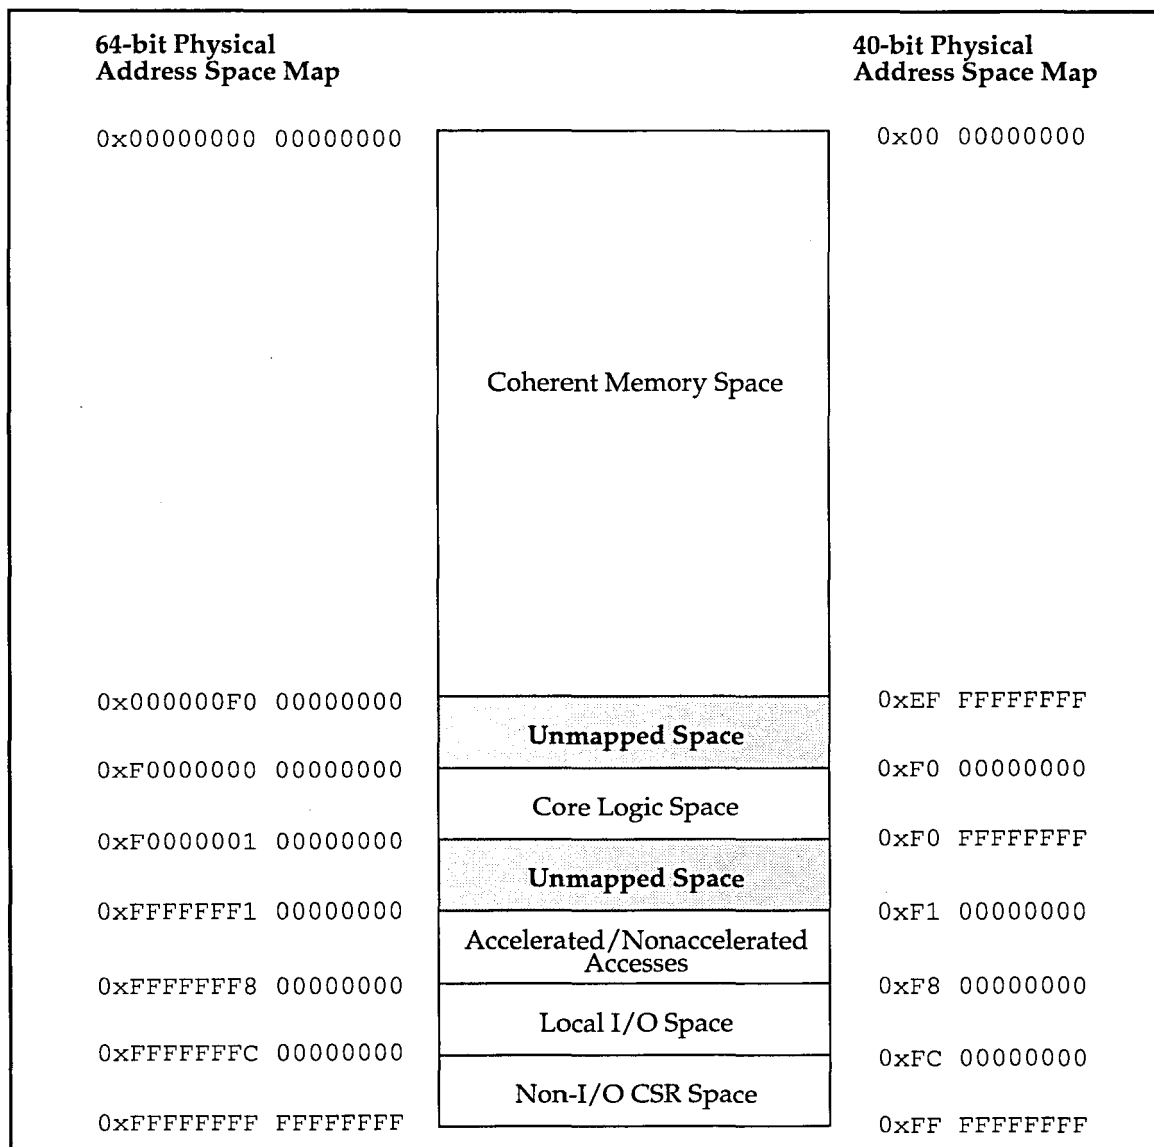 64-bit Physical
Address Space Map
40-bit Physical
Address Space Map
0x00000000 00000000
0x00 00000000
Coherent Memory Space
0x000000F0 00000000
0xEF FFFFFFFF
Unmapped Space
0xF0000000 00000000
0xF0 00000000
Core Logic Space
0xF0000001 00000000
0xF0 FFFFFFFF
Unmapped Space
0xFFFFFFF1 00000000
0xF1 00000000
Accelerated/Nonaccelerated
Accesses
0xFFFFFFF8 00000000
0xF8 00000000
Local I/O Space
0xFFFFFFFC 00000000
0xFC 00000000
Non-I/O CSR Space
0xFFFFFFFF FFFFFFFF
0xFF FFFFFFFF